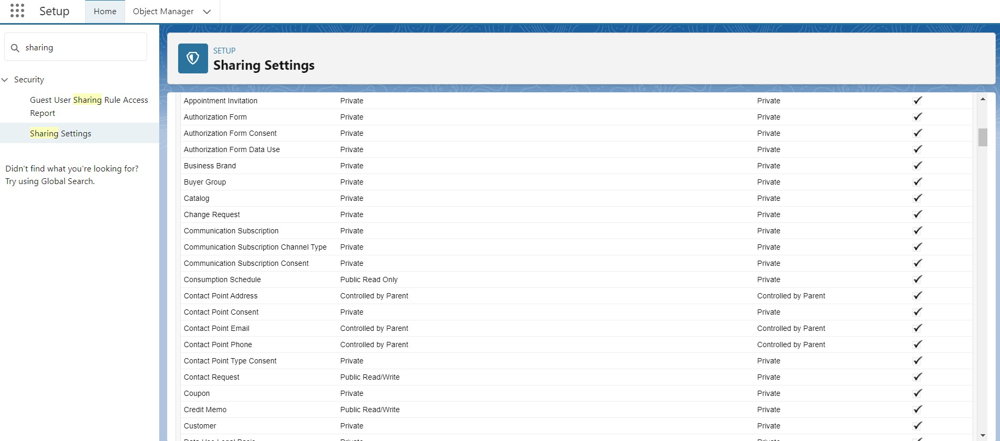 Setup
Home
Object Manager
sharing
Security
Guest User Sharing Rule Access
Report
Sharing Settings
Didn't find what you're looking for?
Try using Global Search.
SETUP
Sharing Settings
Appointment Invitation Private Private
Authorization Form Private Private
Authorization Form Consent Private Private
Authorization Form Data Use Private Private
Business Brand Private Private
Buyer Group Private Private
Catalog Private Private
Change Request Private Private
Communication Subscription Private Private
Communication Subscription Channel Type Private Private
Communication Subscription Consent Private Private
Consumption Schedule Public Read Only Private
Contact Point Address Controlled by Parent Controlled by Parent
Contact Point Consent Private Private
Contact Point Email Controlled by Parent Controlled by Parent
Contact Point Phone Controlled by Parent Controlled by Parent
Contact Point Type Consent Private Private
Contact Request Public Read/Write Private
Coupon Private Private
Credit Memo Public Read/Write Private
Customer Private Private
Data Use Legal Basis Private Private